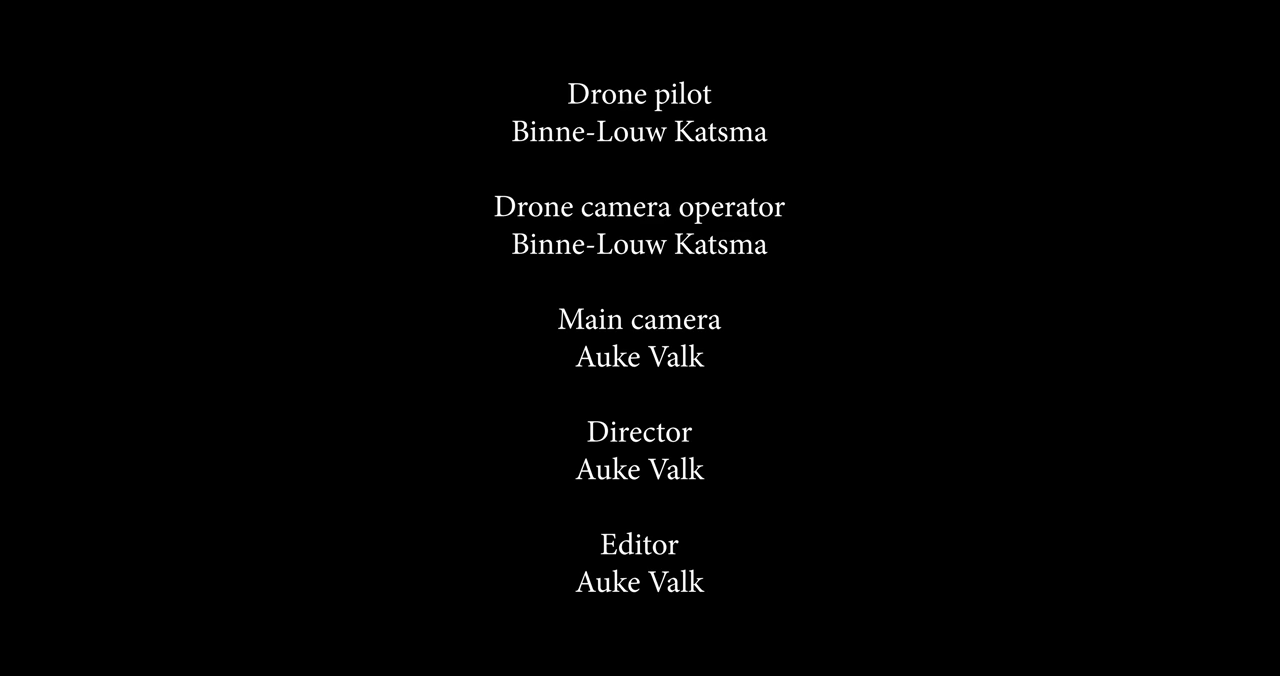 Drone pilot
Binne-Louw Katsma
Drone camera operator
Binne-Louw Katsma
Main camera
Auke Valk
Director
Auke Valk
Editor
Auke Valk